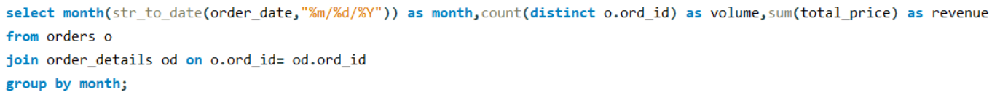 select month(str_to_date(order_date,"%m/%d/%Y")) as month,count(distinct o.ord_id) as volume,sum(total_price) as revenue
from orders o
join order_details od on o.ord_id= od.ord_id
group by month;